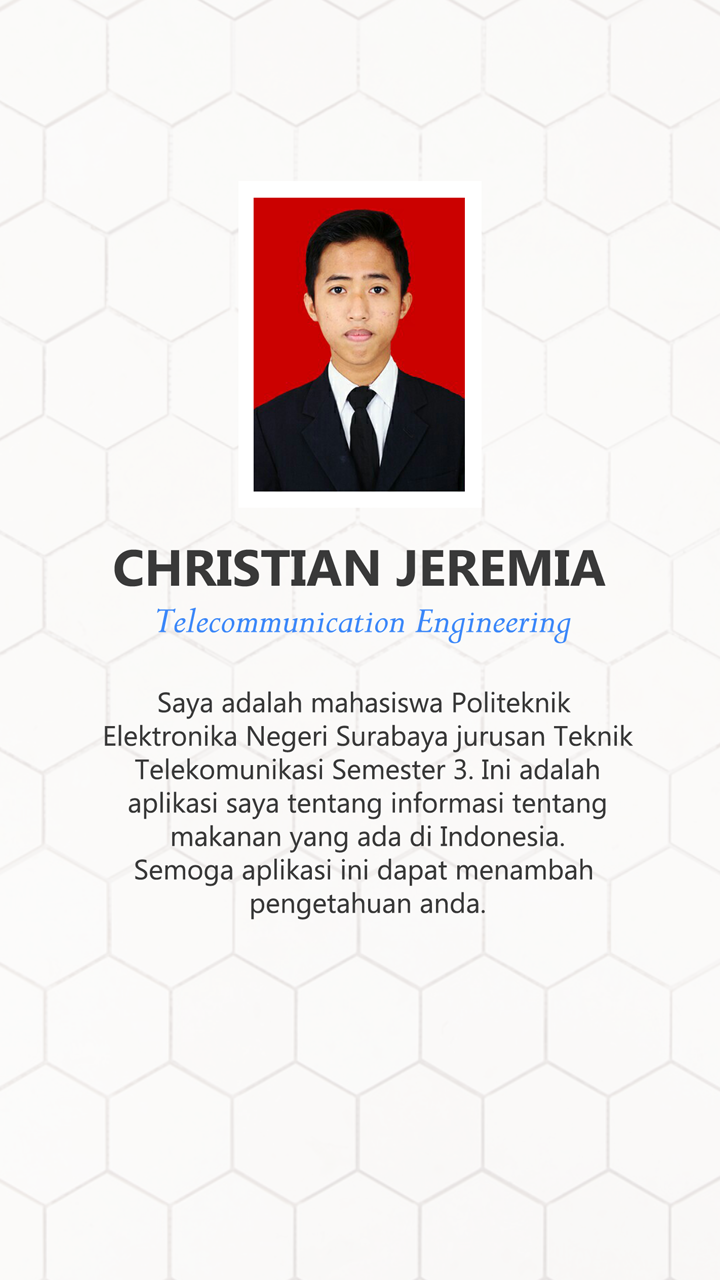 CHRISTIAN JEREMIA
Telecommunication Engineering
Saya adalah mahasiswa Politeknik
Elektronika Negeri Surabaya jurusan Teknik
Telekomunikasi Semester 3. Ini adalah
aplikasi saya tentang informasi tentang
makanan yang ada di Indonesia.
Semoga aplikasi ini dapat menambah
pengetahuan anda.